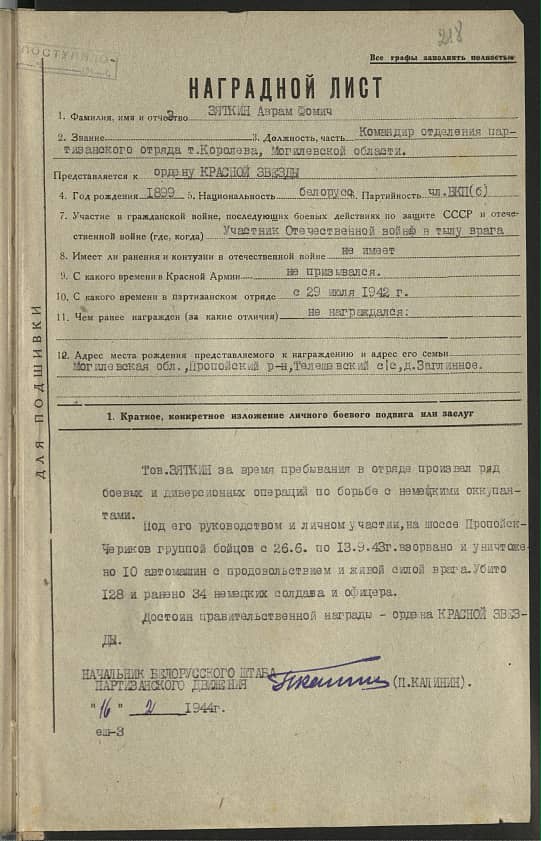 218
ПОСТУПИЛО
Все графы заполнять полностью
НАГРАДНОЙ ЛИСТ
1. Фамилия, имя и отчество ЗЯТКИН Аврам Фомич
2. Звание 3. Должность, часть Командир отделения пар-
тизанского отряда т.Королева, Могилевской области.
Представляется к ордену КРАСНОЙ ЗВЕЗДЫ
4. Год рождения 1899 5. Национальность белорусс 6. Партийность чл.ВКП(б)
7. Участие в гражданской войне, последующих боевых действиях по защите СССР и отече-
ственной войне (где, когда) Участник Отечественной войны в тылу врага
8. Имеет ли ранения и контузии в отечественной войне не имеет
9. С какого времени в Красной Армии не призывался.
10. С какого времени в партизанском отряде с 29 июля 1942 г.
11. Чем ранее награжден (за какие отличия) не награждался:
12. Адрес места рождения представляемого к награждению и адрес его семьи
Могилевская обл.,Пропойский р-н,Телешевский с/с,д.Заглинное.
ДЛЯ ПОДШИВКИ
1. Краткое, конкретное изложение личного боевого подвига или заслуг
Тов.ЗЯТКИН за время пребывания в отряде произвел ряд
боевых и диверсионных операций по борьбе с немецкими оккупан-
тами.
Под его руководством и личном участии,на шоссе Пропойск-
Чериков группой бойцов с 26.6. по 13.9.43г.взорвано и уничтоже-
но 10 автомашин с продовольствием и живой силой врага.Убито
128 и ранено 34 немецких солдата и офицера.
Достоин правительственной награды - ордена КРАСНОЙ ЗВЕЗ-
ДЫ.
НАЧАЛЬНИК БЕЛОРУССКОГО ШТАБА
ПАРТИЗАНСКОГО ДВИЖЕНИЯ (П.КАЛИНИН).
"16" 2 1944г.
еш-3